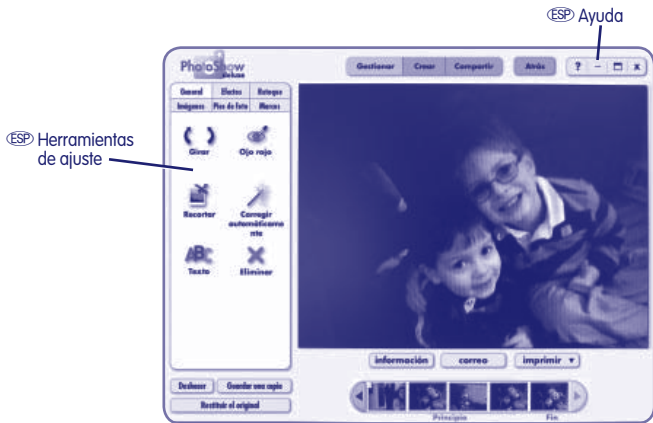 ESP Ayuda
PhotoShow
deluxe
Gestionar Crear Compartir Atrás ? – x
General Efectos Retoque
Imágenes Pies de foto Marcos
ESP Herramientas
de ajuste
Girar Ojo rojo
Recortar Corregir
automáticame
nte
ABC
Texto Eliminar
información correo imprimir
Deshacer Guardar una copia
Restituir el original
Principio Fin